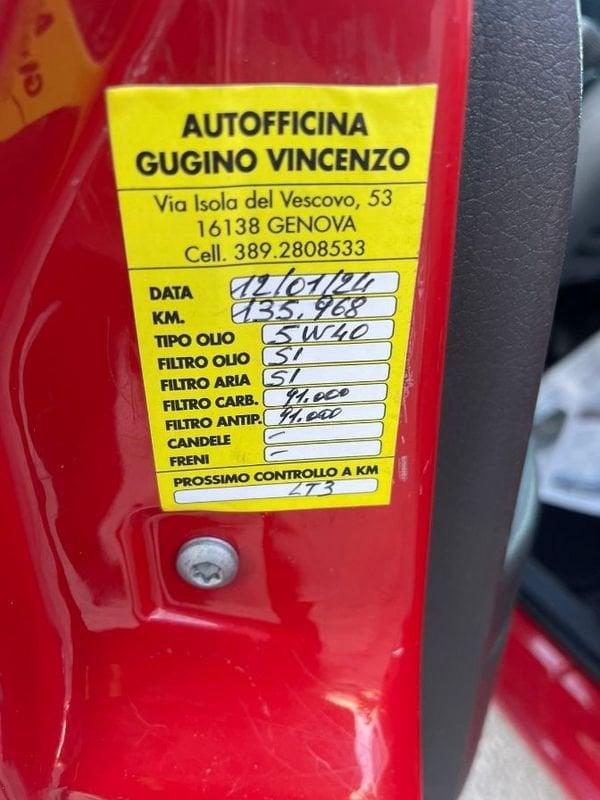 AUTOFFICINA
GUGINO VINCENZO
Via Isola del Vescovo, 53
16138 GENOVA
Cell. 389.2808533
DATA 12/01/24
KM. 135.968
TIPO OLIO 5W40
FILTRO OLIO SI
FILTRO ARIA SI
FILTRO CARB. 91.000
FILTRO ANTIP. 91.000
CANDELE -
FRENI -
PROSSIMO CONTROLLO A KM
LT3